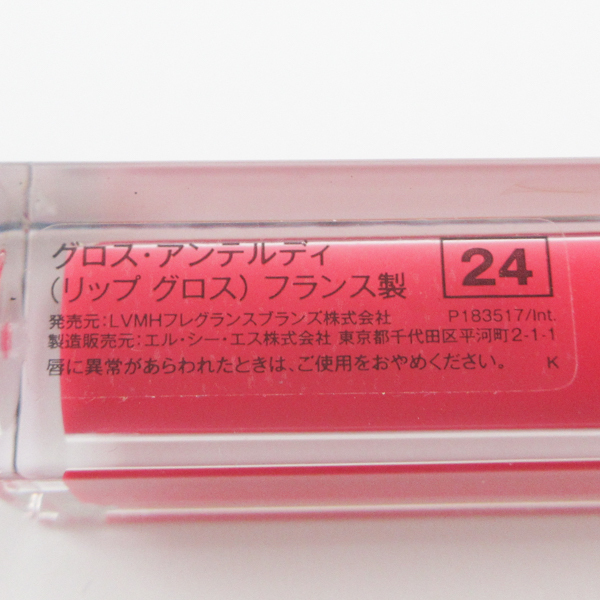 グロス・アンテルディ 24
(リップ グロス) フランス製
発売元:LVMHフレグランスブランズ株式会社 P183517/Int.
製造販売元:エル・シー・エス株式会社 東京都千代田区平河町2-1-1
唇に異常があらわれたときは、ご使用をおやめください。 K